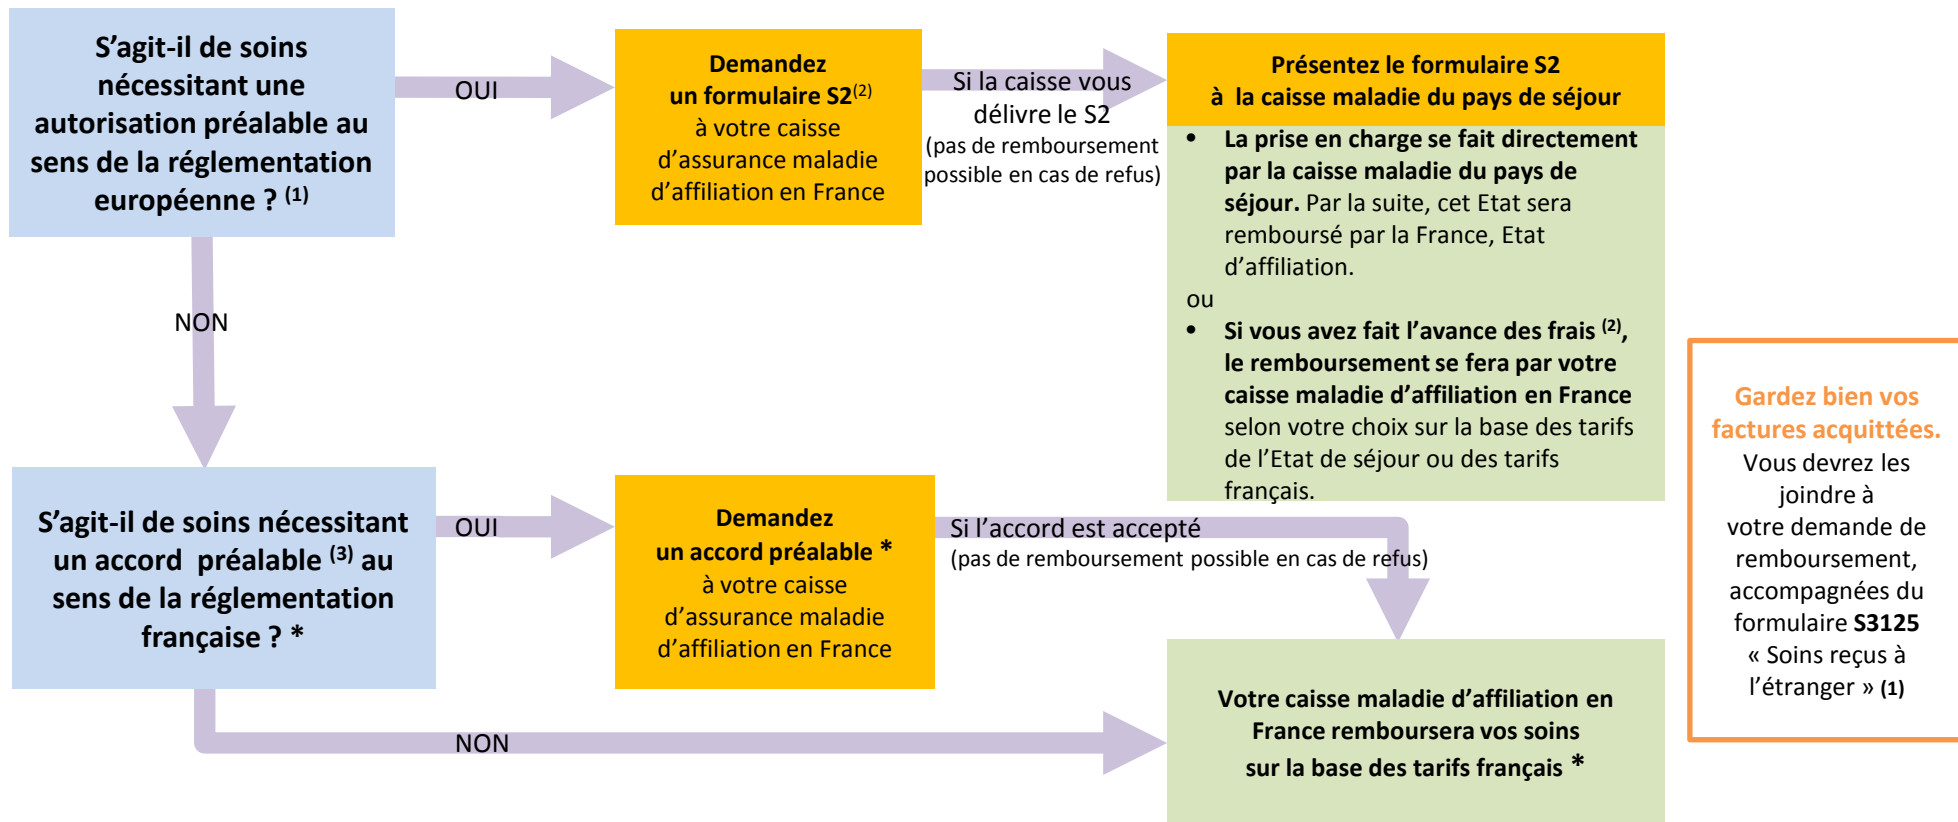 S’agit-il de soins
nécessitant une
autorisation préalable au
sens de la réglementation
européenne ? (1)
OUI
Demandez
un formulaire S2(2)
à votre caisse
d’assurance maladie
d’affiliation en France
Si la caisse vous
délivre le S2
(pas de remboursement
possible en cas de refus)
Présentez le formulaire S2
à la caisse maladie du pays de séjour
• La prise en charge se fait directement
par la caisse maladie du pays de
séjour. Par la suite, cet Etat sera
remboursé par la France, Etat
d’affiliation.
ou
• Si vous avez fait l’avance des frais (2),
le remboursement se fera par votre
caisse maladie d’affiliation en France
selon votre choix sur la base des tarifs
de l’Etat de séjour ou des tarifs
français.
NON
S’agit-il de soins nécessitant
un accord préalable (3) au
sens de la réglementation
française ? *
OUI
Demandez
un accord préalable *
à votre caisse
d’assurance maladie
d’affiliation en France
Si l’accord est accepté
(pas de remboursement possible en cas de refus)
NON
Votre caisse maladie d’affiliation en
France remboursera vos soins
sur la base des tarifs français *
Gardez bien vos
factures acquittées.
Vous devrez les
joindre à
votre demande de
remboursement,
accompagnées du
formulaire S3125
« Soins reçus à
l’étranger » (1)